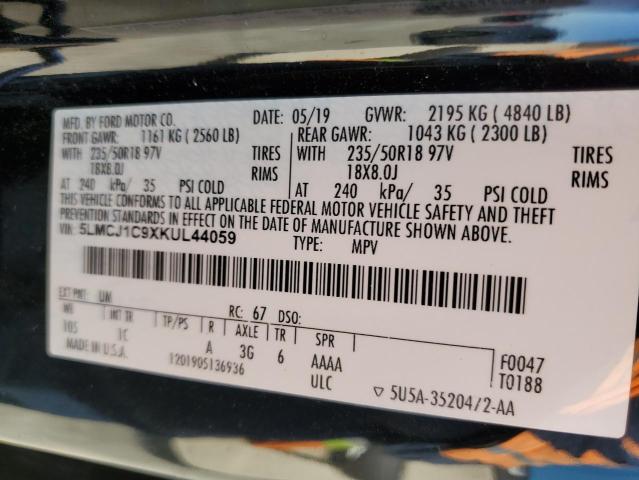 MFD. BY FORD MOTOR CO. DATE: 05/19 GVWR: 2195 KG ( 4840 LB)
FRONT GAWR: 1161 KG ( 2560 LB) REAR GAWR: 1043 KG ( 2300 LB)
WITH 235/50R18 97V TIRES WITH 235/50R18 97V TIRES
18X8.0J RIMS 18X8.0J RIMS
AT 240 kPa/ 35 PSI COLD AT 240 kPa/ 35 PSI COLD
THIS VEHICLE CONFORMS TO ALL APPLICABLE FEDERAL MOTOR VEHICLE SAFETY AND THEFT
PREVENTION STANDARDS IN EFFECT ON THE DATE OF MANUFACTURE SHOWN ABOVE.
VIN: 5LMCJ1C9XKUL44059
TYPE: MPV
EXT PNT: UM RC: 67 DSO:
WB INT TR TP/PS R AXLE TR SPR
105 1C A 3G 6 AAAA F0047
MADE IN U.S.A. 1201905136936 ULC T0188
▽ 5U5A-35204/2-AA